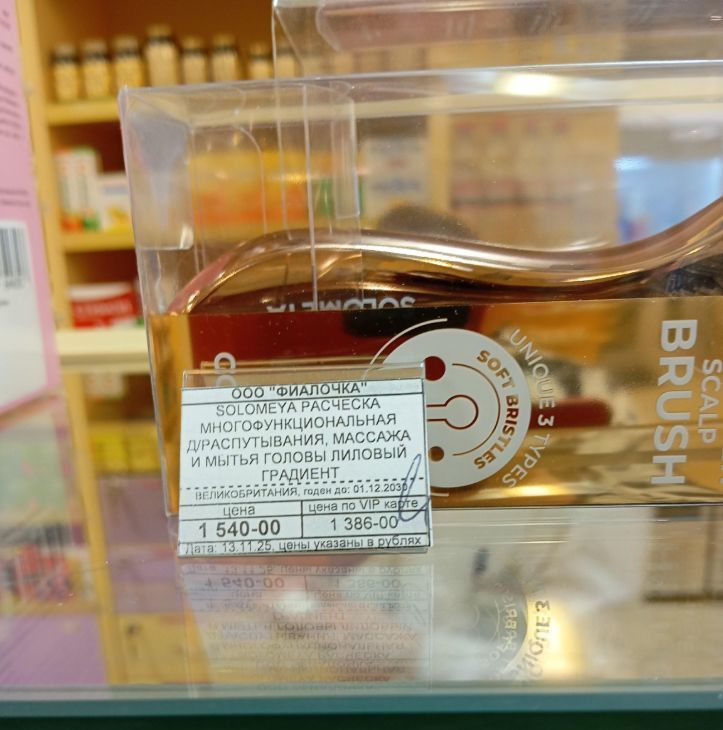 SOLOMEYA
UNIQUE 3 TYPES
SOFT BRISTLES
SCALP
BRUSH
CO
ООО "ФИАЛОЧКА"
SOLOMEYA РАСЧЕСКА
МНОГОФУНКЦИОНАЛЬНАЯ
Д/РАСПУТЫВАНИЯ, МАССАЖА
И МЫТЬЯ ГОЛОВЫ ЛИЛОВЫЙ
ГРАДИЕНТ
ВЕЛИКОБРИТАНИЯ, годен до: 01.12.2030
цена цена по VIP карте
1 540-00 1 386-00
Дата: 13.11.25, цены указаны в рублях